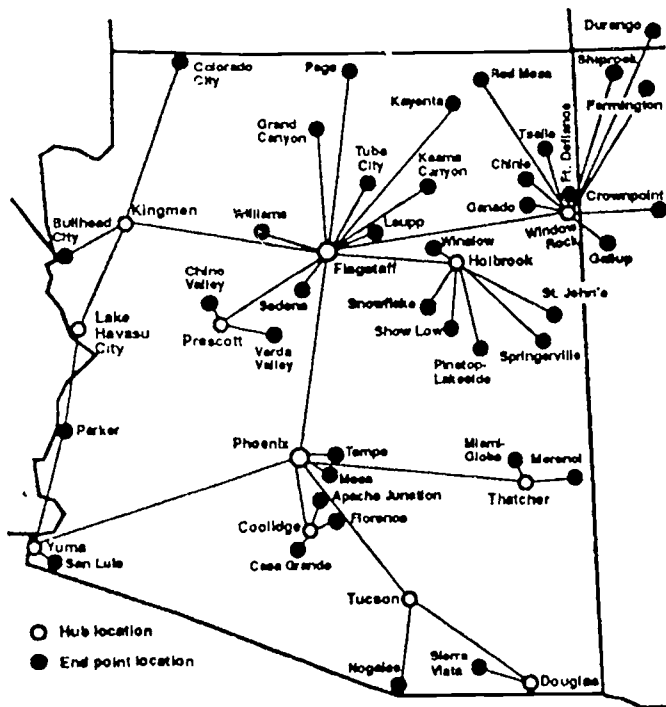 Durango
Colorado
City
Page
Red Mesa
Shiprock
Kayenta
Farmington
Grand
Canyon
Tsaile
Ft. Defiance
Tuba
City
Keams
Canyon
Chinle
Ganado
Crownpoint
Bullhead
City
Kingman
Williams
Leupp
Winslow
Window
Rock
Gallup
Flagstaff
Holbrook
Chino
Valley
Sedona
Snowflake
St. John's
Lake
Havasu
City
Prescott
Verde
Valley
Show Low
Pinetop-
Lakeside
Springerville
Parker
Phoenix
Tempe
Mesa
Miami-
Globe
Morenci
Apache Junction
Thatcher
Coolidge
Florence
Casa Grande
Yuma
San Luis
Tucson
Hub location
End point location
Nogales
Sierra
Vista
Douglas